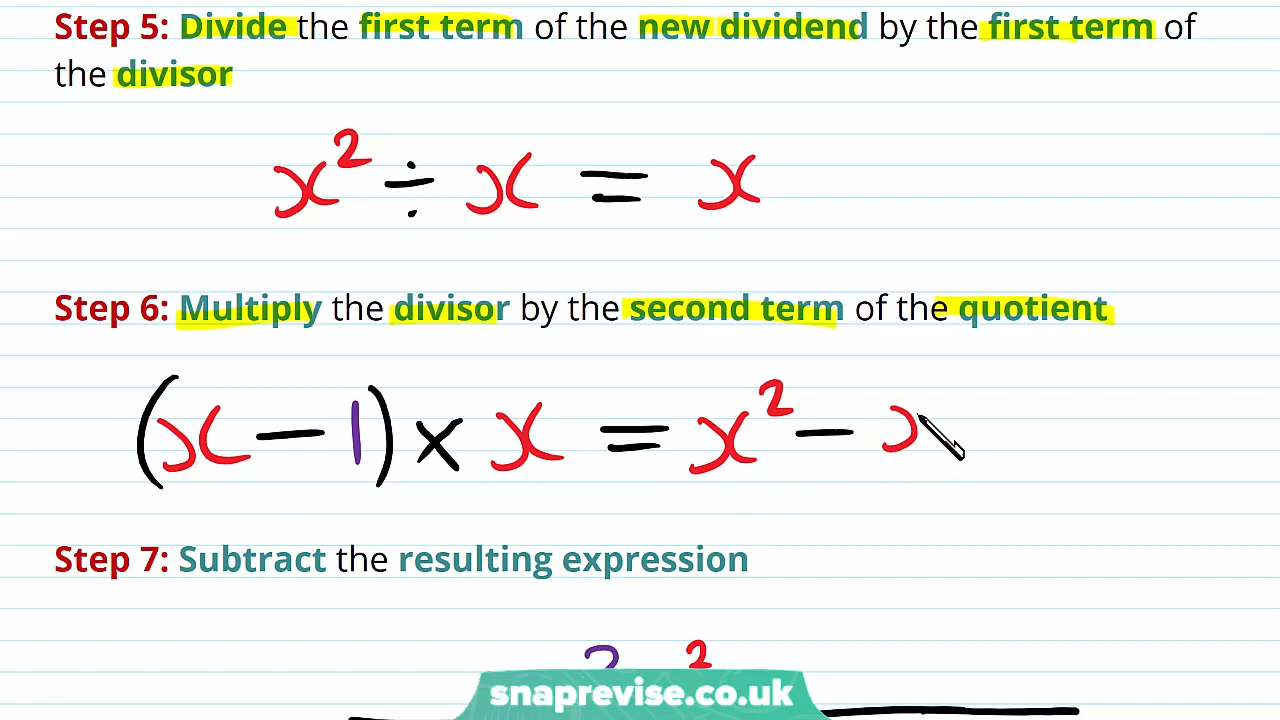 Step 5: Divide the first term of the new dividend by the first term of
the divisor
x² ÷ x = x
Step 6: Multiply the divisor by the second term of the quotient
(x − 1) × x = x² −
Step 7: Subtract the resulting expression
2
snaprevise.co.uk